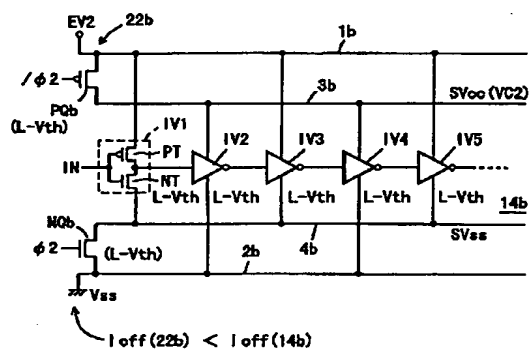 EV2
22b
1b
/φ2
3b
SVcc(VC2)
PQb
(L-Vth)
IV1
IV2
IV3
IV4
IV5
PT
IN
NT
L-Vth
L-Vth
L-Vth
L-Vth
L-Vth
14b
NQb
SVss
φ2
(L-Vth)
4b
2b
Vss
Ioff(22b) < Ioff(14b)